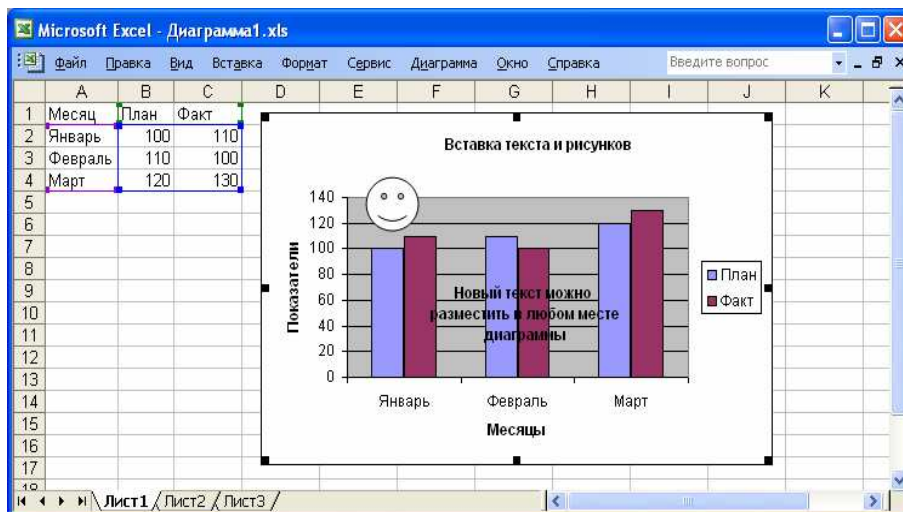 Microsoft Excel - Диаграмма1.xls
Файл Правка Вид Вставка Формат Сервис Диаграмма Окно Справка Введите вопрос
A B C D E F G H I J K
1 Месяц План Факт
2 Январь 100 110
3 Февраль 110 100
4 Март 120 130
5
6
7
8
9
10
11
12
13
14
15
16
17
18
Вставка текста и рисунков
Показатели
140
120
100
80
60
40
20
0
Новый текст можно
разместить в любом месте
диаграммы
Январь Февраль Март
Месяцы
План
Факт
Лист1 Лист2 Лист3